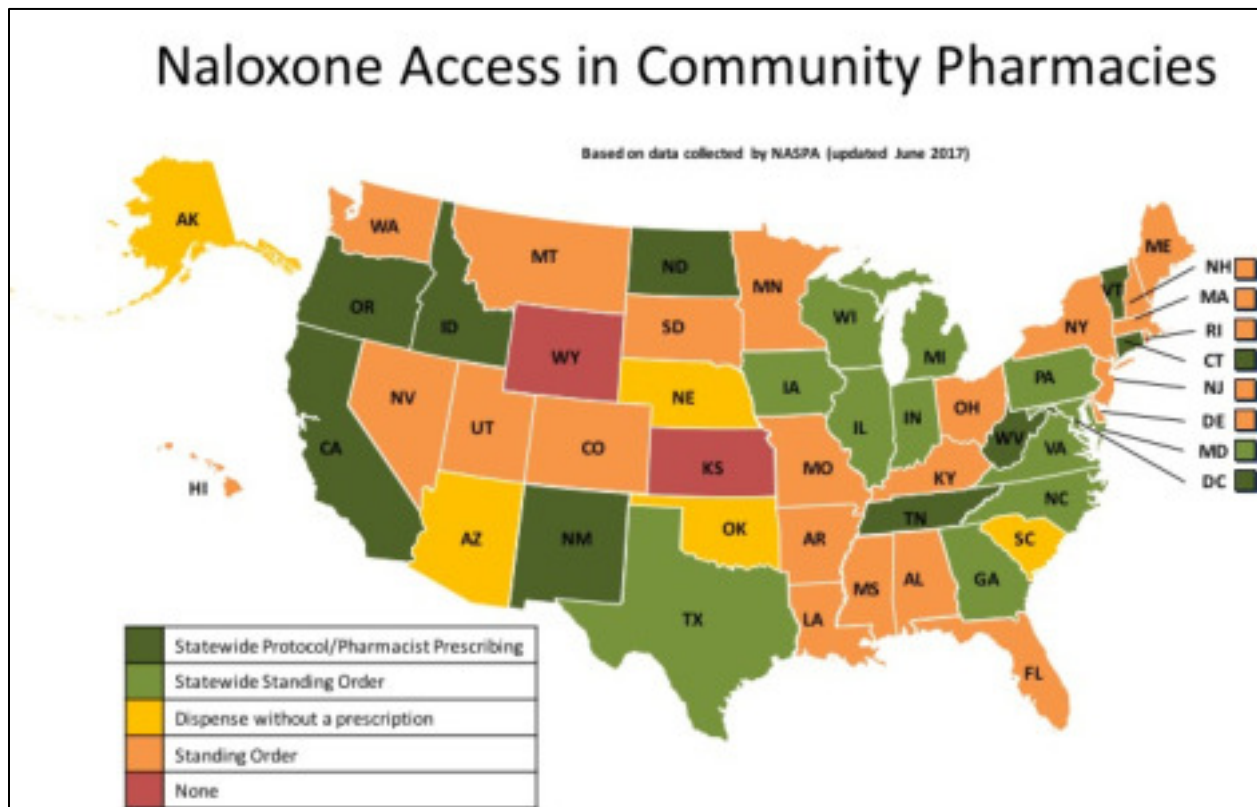 Naloxone Access in Community Pharmacies
Based on data collected by NASPA (updated June 2017)
AK
WA
MT
ND
MN
ME
NH
VT
MA
OR
ID
SD
WI
NY
RI
WY
MI
CT
IA
PA
NJ
NE
NV
UT
OH
DE
IL
IN
WV
MD
CA
CO
KS
MO
VA
KY
DC
HI
NC
TN
AZ
NM
OK
AR
SC
MS
AL
GA
TX
LA
FL
Statewide Protocol/Pharmacist Prescribing
Statewide Standing Order
Dispense without a prescription
Standing Order
None